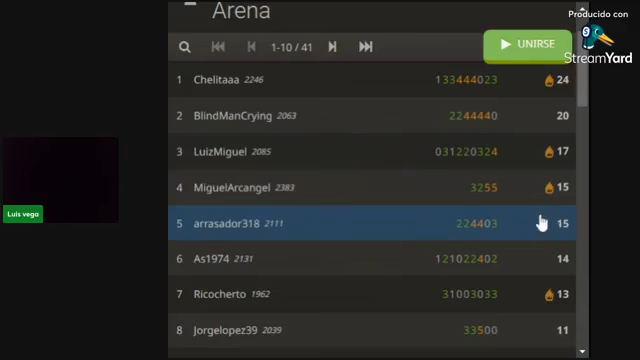 Arena
Producido con
StreamYard
1-10 / 41
UNIRSE
1 Chelitaaa 2246 133444023 24
2 BlindManCrying 2063 2244440 20
3 LuizMiguel 2085 031220324 17
4 MiguelArcangel 2383 3255 15
5 arrasador318 2111 224403 15
6 As1974 2131 121022402 14
7 Ricocherto 1962 31003033 13
8 Jorgelopez39 2039 33500 11
Luis vega